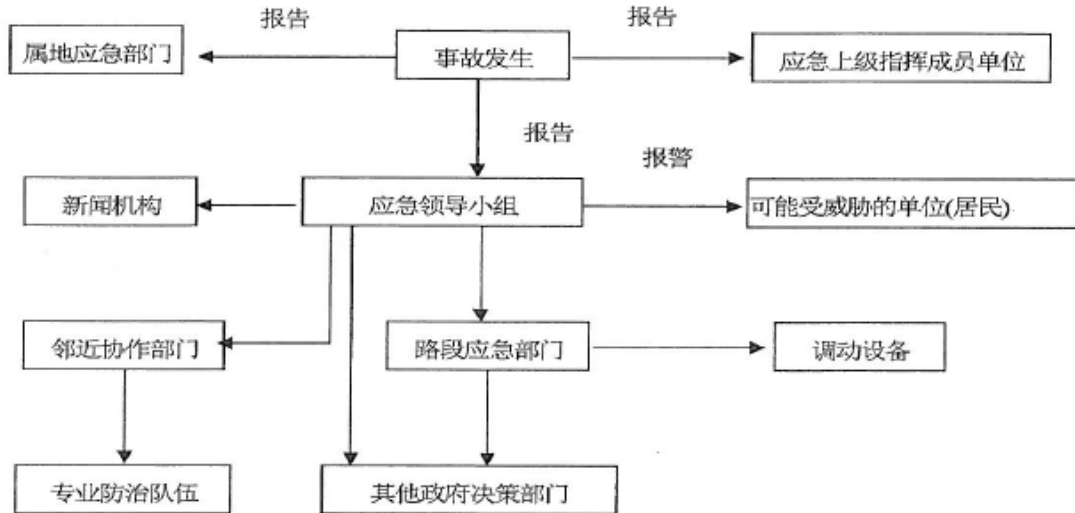 报告
报告
属地应急部门
事故发生
应急上级指挥成员单位
报告
报警
新闻机构
应急领导小组
可能受威胁的单位(居民)
邻近协作部门
路段应急部门
调动设备
专业防治队伍
其他政府决策部门